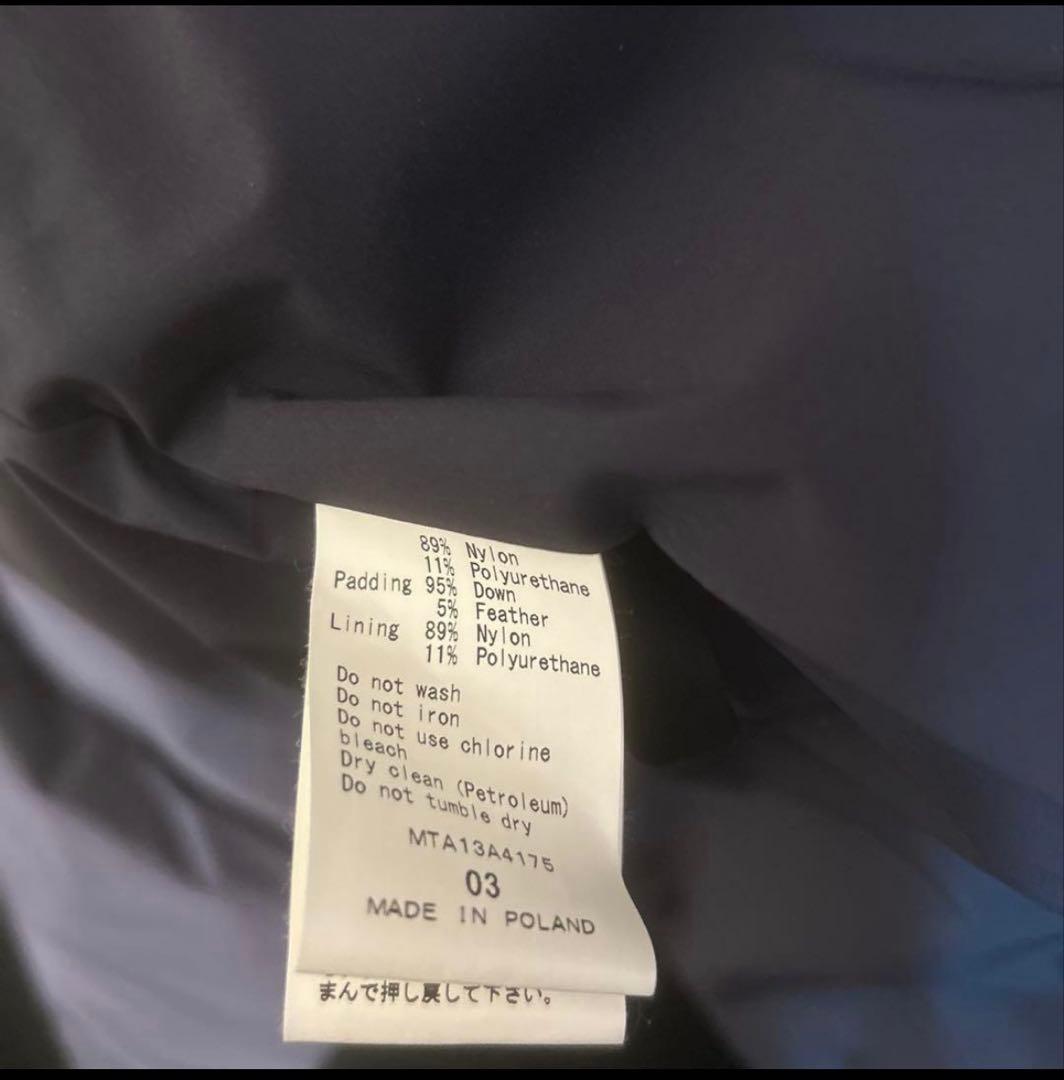 89% Nylon
11% Polyurethane
Padding 95% Down
5% Feather
Lining 89% Nylon
11% Polyurethane
Do not wash
Do not iron
Do not use chlorine
bleach
Dry clean (Petroleum)
Do not tumble dry
MTA13A4175
03
MADE IN POLAND
まんで押し戻して下さい。